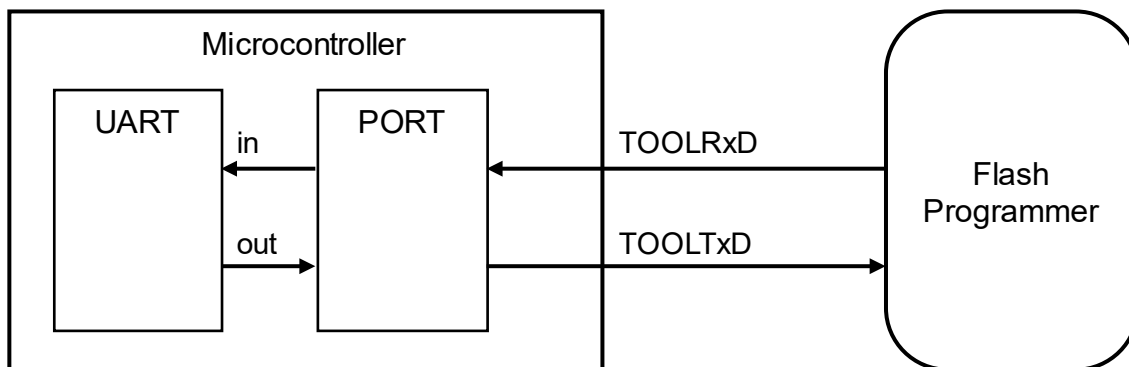 Microcontroller
UART
PORT
in
out
TOOLRxD
TOOLTxD
Flash
Programmer